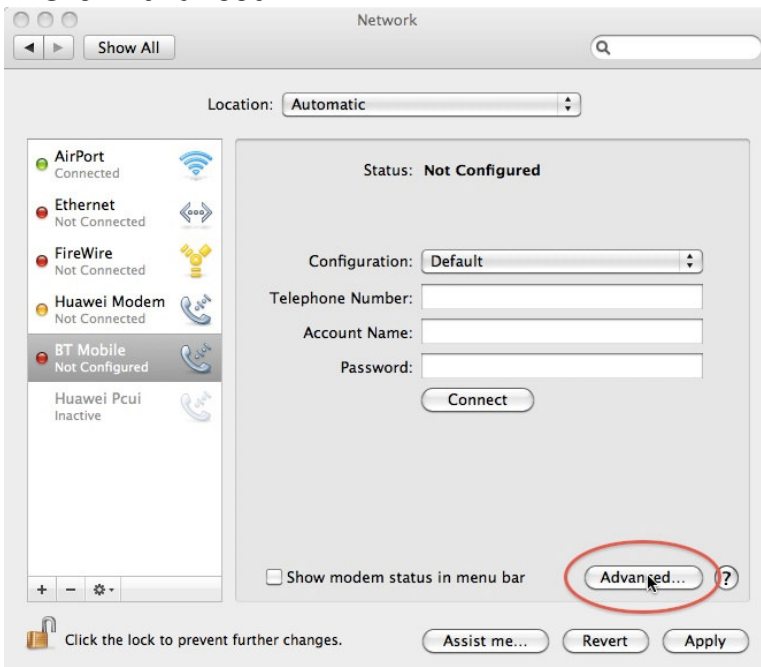 Network
Show All
Location: Automatic
AirPort
Connected
Ethernet
Not Connected
FireWire
Not Connected
Huawei Modem
Not Connected
BT Mobile
Not Configured
Huawei Pcui
Inactive
Status: Not Configured
Configuration: Default
Telephone Number:
Account Name:
Password:
Connect
Show modem status in menu bar
Advanced...
?
Click the lock to prevent further changes.
Assist me...
Revert
Apply